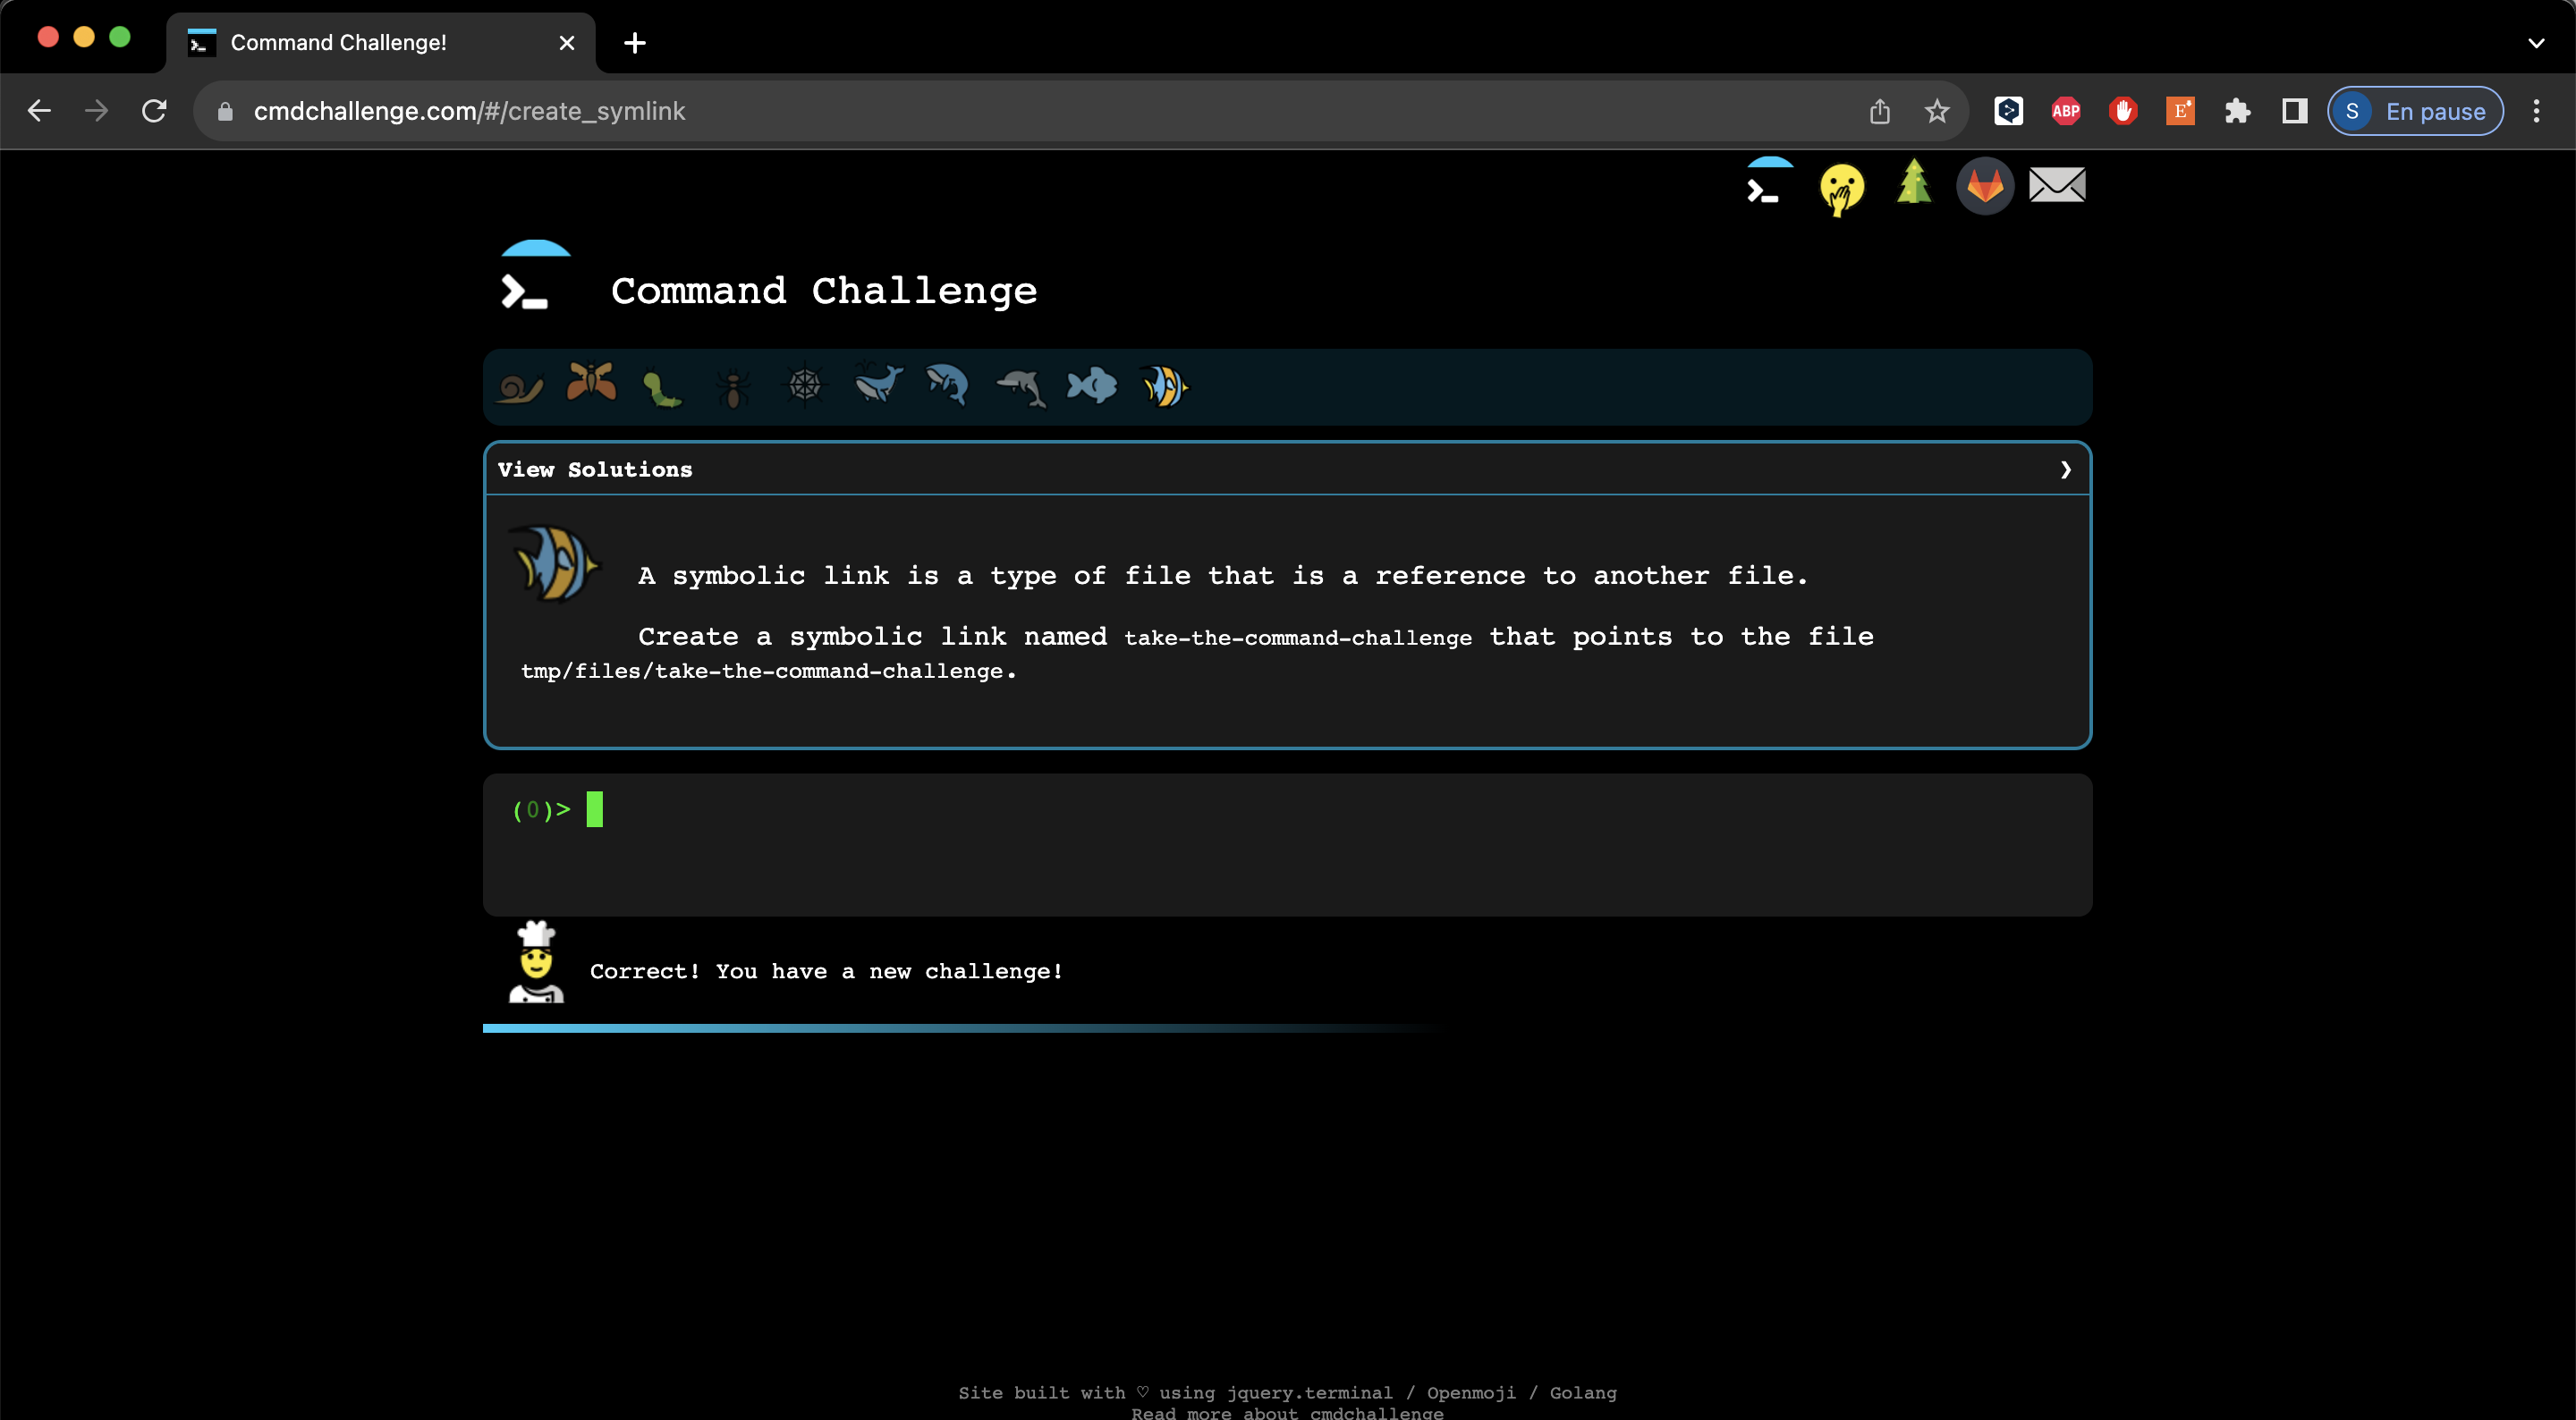 Command Challenge!
cmdchallenge.com/#/create_symlink
ABP
E
S En pause
Command Challenge
View Solutions
A symbolic link is a type of file that is a reference to another file.
Create a symbolic link named take-the-command-challenge that points to the file
tmp/files/take-the-command-challenge.
(0)>
Correct! You have a new challenge!
Site built with ♡ using jquery.terminal / Openmoji / Golang
Read more about cmdchallenge